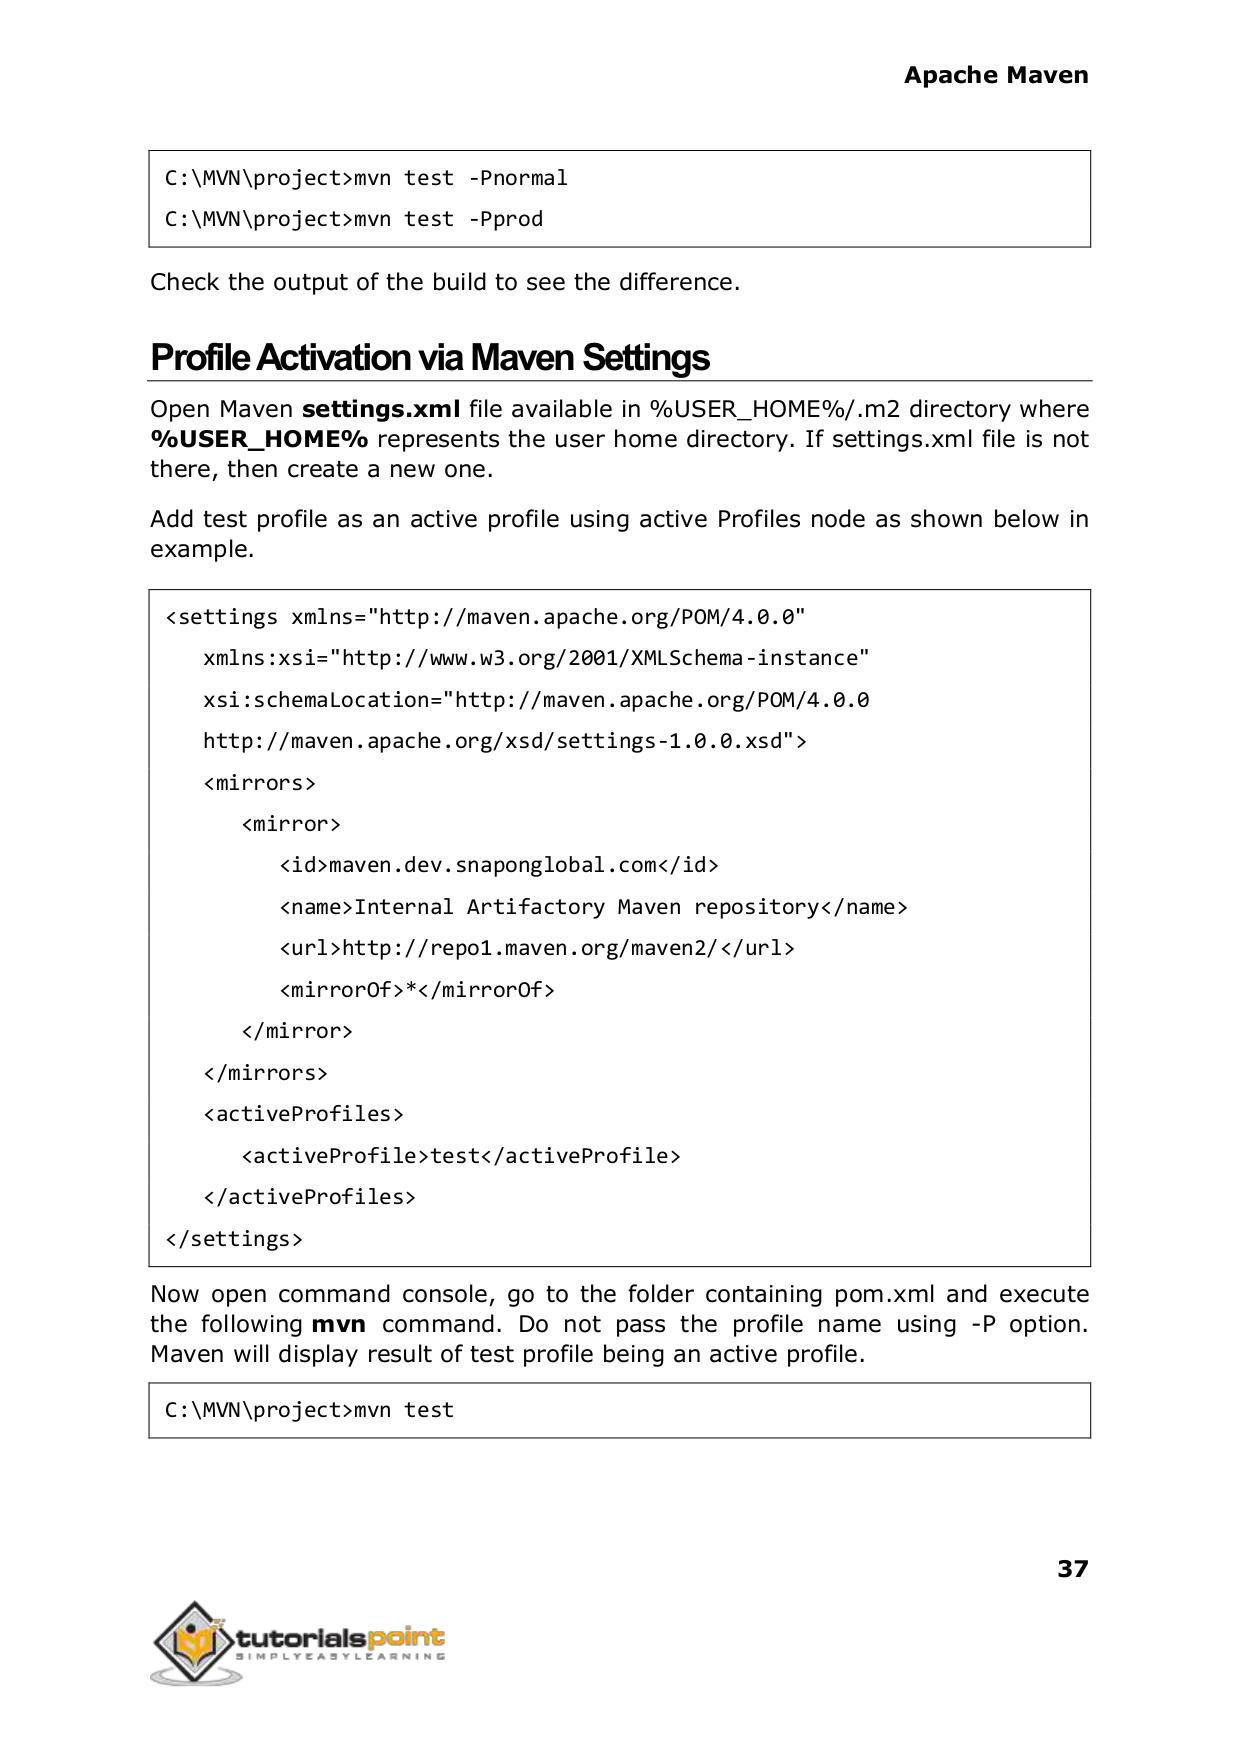 Apache Maven
C:\MVN\project>mvn test -Pnormal
C:\MVN\project>mvn test -Pprod
Check the output of the build to see the difference.
Profile Activation via Maven Settings
Open Maven settings.xml file available in %USER_HOME%/.m2 directory where
%USER_HOME% represents the user home directory. If settings.xml file is not
there, then create a new one.
Add test profile as an active profile using active Profiles node as shown below in
example.
<settings xmlns="http://maven.apache.org/POM/4.0.0"
   xmlns:xsi="http://www.w3.org/2001/XMLSchema-instance"
   xsi:schemaLocation="http://maven.apache.org/POM/4.0.0
   http://maven.apache.org/xsd/settings-1.0.0.xsd">
   <mirrors>
      <mirror>
         <id>maven.dev.snaponglobal.com</id>
         <name>Internal Artifactory Maven repository</name>
         <url>http://repo1.maven.org/maven2/</url>
         <mirrorOf>*</mirrorOf>
      </mirror>
   </mirrors>
   <activeProfiles>
      <activeProfile>test</activeProfile>
   </activeProfiles>
</settings>
Now open command console, go to the folder containing pom.xml and execute
the following mvn command. Do not pass the profile name using -P option.
Maven will display result of test profile being an active profile.
C:\MVN\project>mvn test
37
tutorialspoint
SIMPLYEASYLEARNING